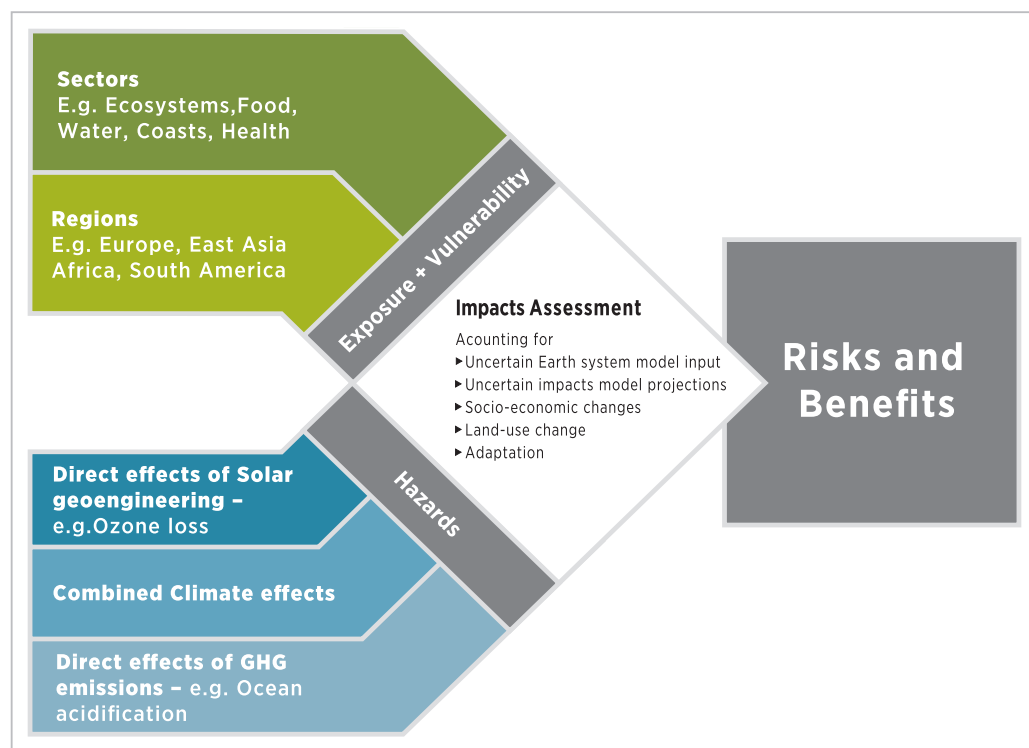 Sectors
E.g. Ecosystems,Food,
Water, Coasts, Health
Regions
E.g. Europe, East Asia
Africa, South America
Exposure + Vulnerability
Impacts Assessment
Acounting for
▸Uncertain Earth system model input
▸Uncertain impacts model projections
▸Socio-economic changes
▸Land-use change
▸Adaptation
Hazards
Direct effects of Solar
geoengineering –
e.g.Ozone loss
Combined Climate effects
Direct effects of GHG
emissions – e.g. Ocean
acidification
Risks and
Benefits